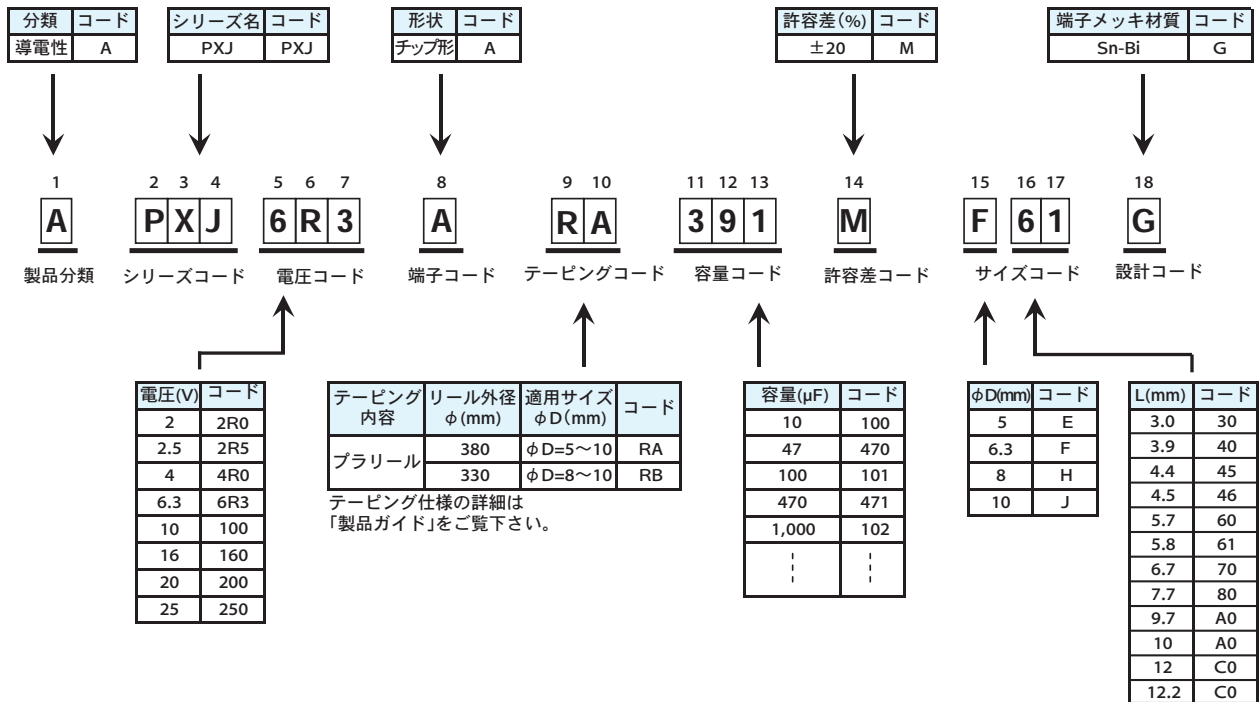 分類 コード
導電性 A
シリーズ名 コード
PXJ PXJ
形状 コード
チップ形 A
許容差(%) コード
±20 M
端子メッキ材質 コード
Sn-Bi G
1 2 3 4 5 6 7 8 9 10 11 12 13 14 15 16 17 18
A P X J 6 R 3 A R A 3 9 1 M F 6 1 G
製品分類 シリーズコード 電圧コード 端子コード テーピングコード 容量コード 許容差コード サイズコード 設計コード
電圧(V) コード
2 2R0
2.5 2R5
4 4R0
6.3 6R3
10 100
16 160
20 200
25 250
テーピング内容 リール外径φ(mm) 適用サイズφD(mm) コード
プラリール 380 φD=5～10 RA
330 φD=8～10 RB
テーピング仕様の詳細は
「製品ガイド」をご覧下さい。
容量(μF) コード
10 100
47 470
100 101
470 471
1,000 102
φD(mm) コード
5 E
6.3 F
8 H
10 J
L(mm) コード
3.0 30
3.9 40
4.4 45
4.5 46
5.7 60
5.8 61
6.7 70
7.7 80
9.7 A0
10 A0
12 C0
12.2 C0